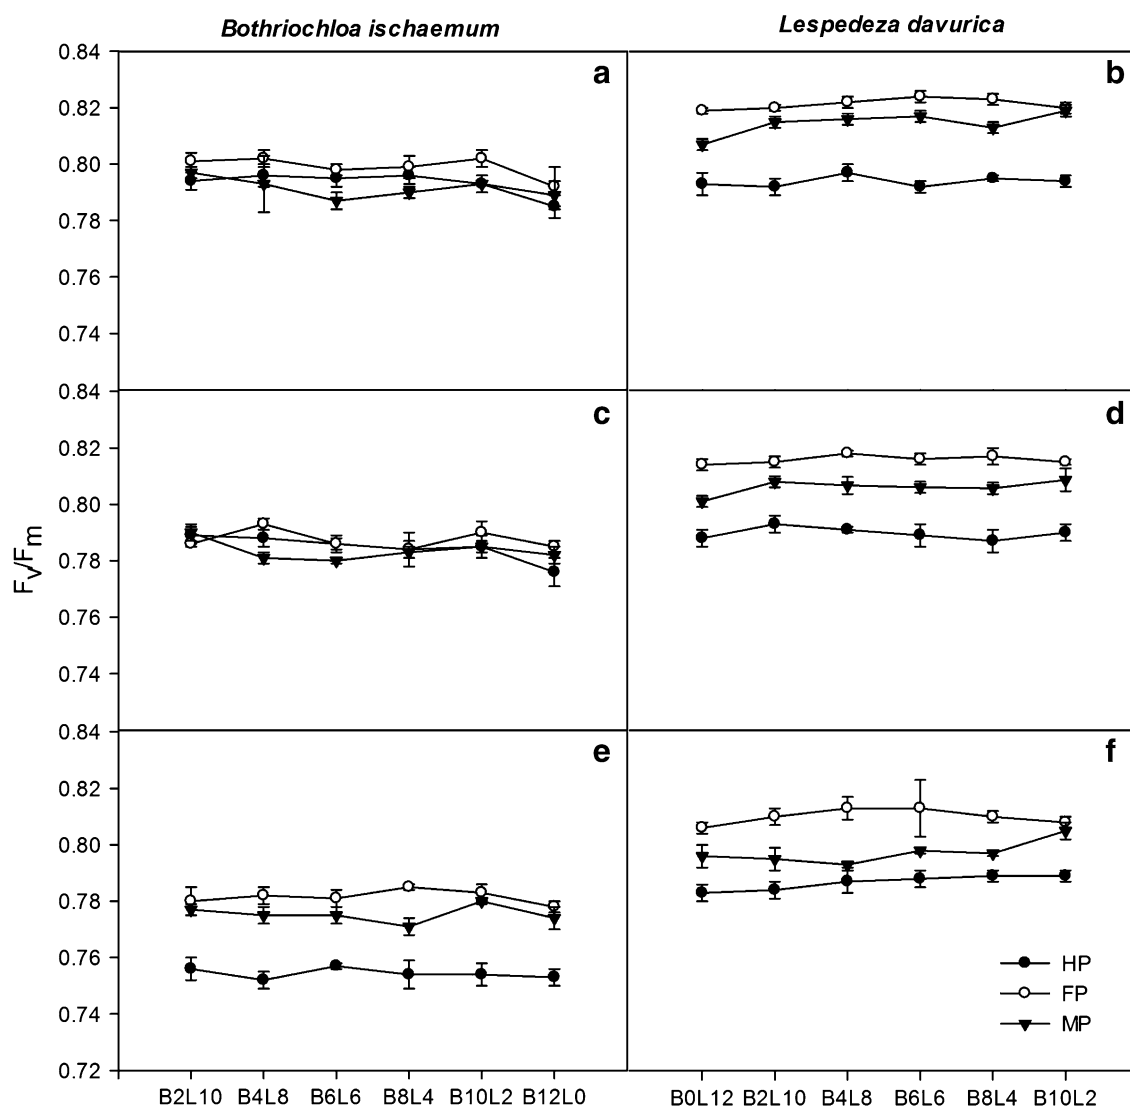 Bothriochloa ischaemum
Lespedeza davurica
0.84
0.82
0.80
0.78
0.76
0.74
a
b
0.84
0.82
0.80
0.78
0.76
0.74
c
d
Fv/Fm
0.84
0.82
0.80
0.78
0.76
0.74
0.72
e
f
HP
FP
MP
B2L10 B4L8 B6L6 B8L4 B10L2 B12L0
B0L12 B2L10 B4L8 B6L6 B8L4 B10L2